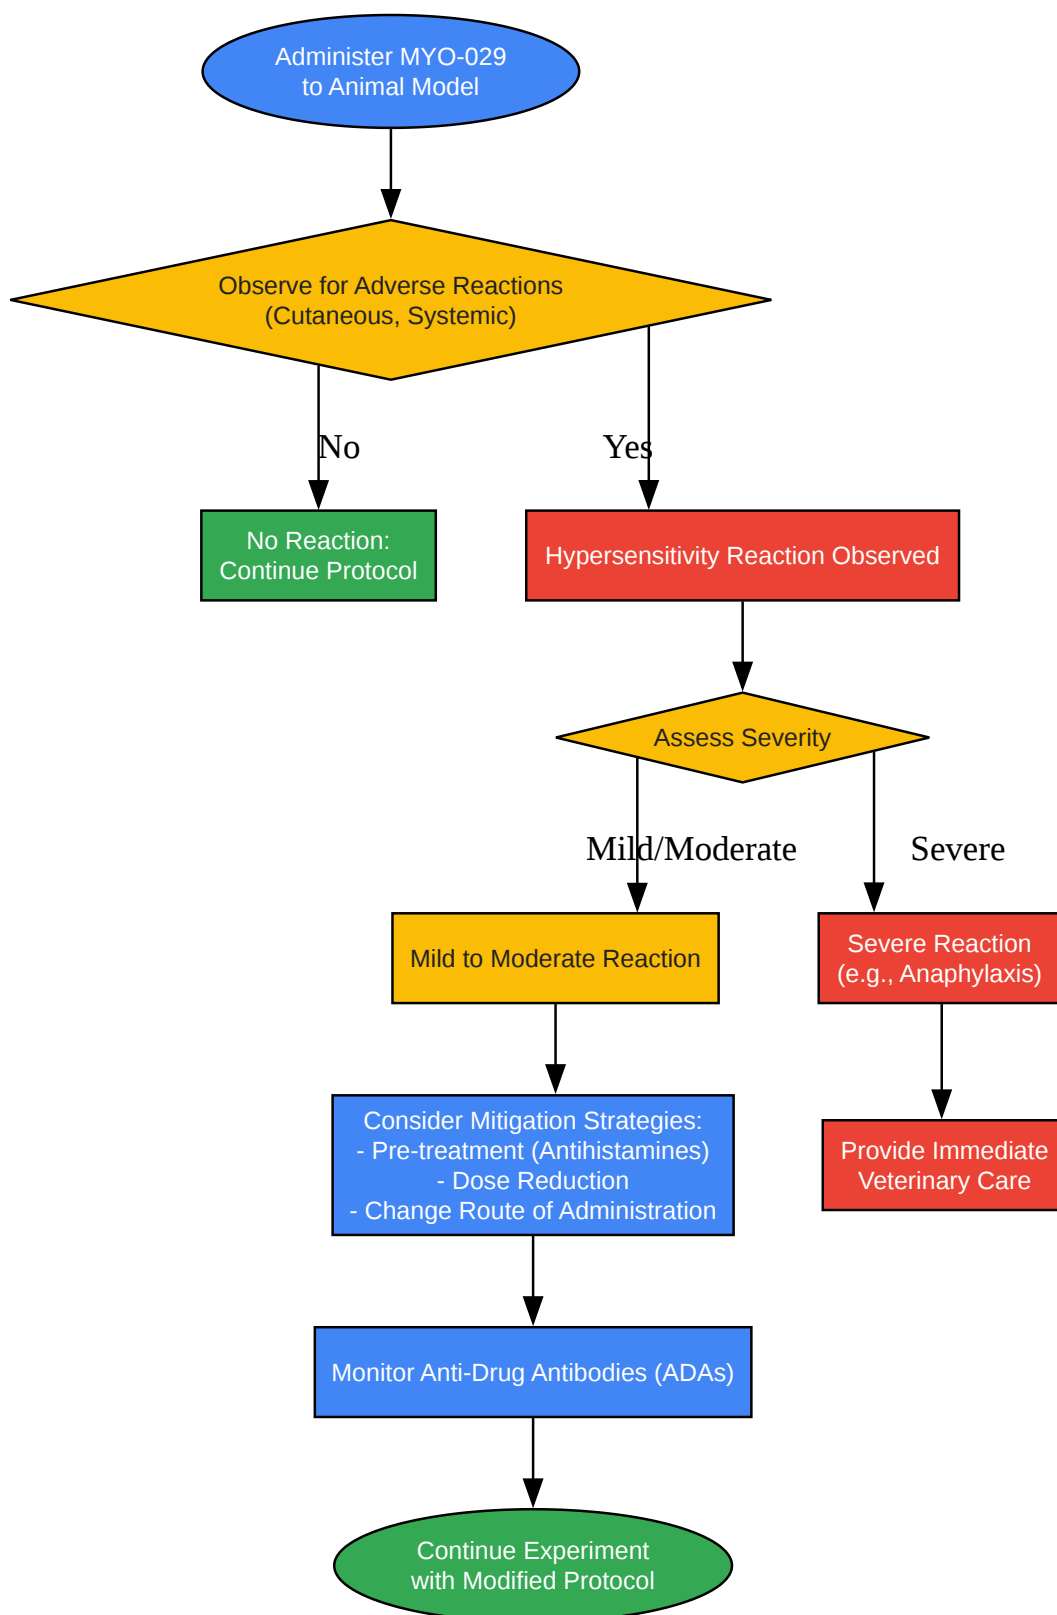 Administer MYO-029
to Animal Model
Observe for Adverse Reactions
(Cutaneous, Systemic)
No
Yes
No Reaction:
Continue Protocol
Hypersensitivity Reaction Observed
Assess Severity
Mild/Moderate
Severe
Mild to Moderate Reaction
Severe Reaction
(e.g., Anaphylaxis)
Consider Mitigation Strategies:
- Pre-treatment (Antihistamines)
- Dose Reduction
- Change Route of Administration
Provide Immediate
Veterinary Care
Monitor Anti-Drug Antibodies (ADAs)
Continue Experiment
with Modified Protocol